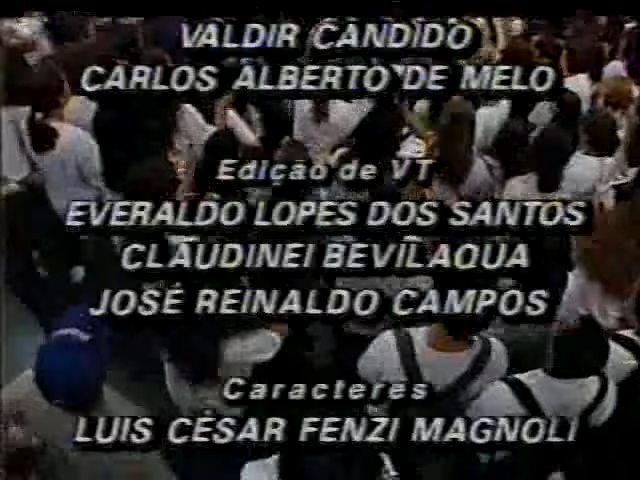 VALDIR CANDIDO
CARLOS ALBERTO DE MELO
Edição de VT
EVERALDO LOPES DOS SANTOS
CLAUDINEI BEVILAQUA
JOSÉ REINALDO CAMPOS
Caracteres
LUIS CÉSAR FENZI MAGNOLI